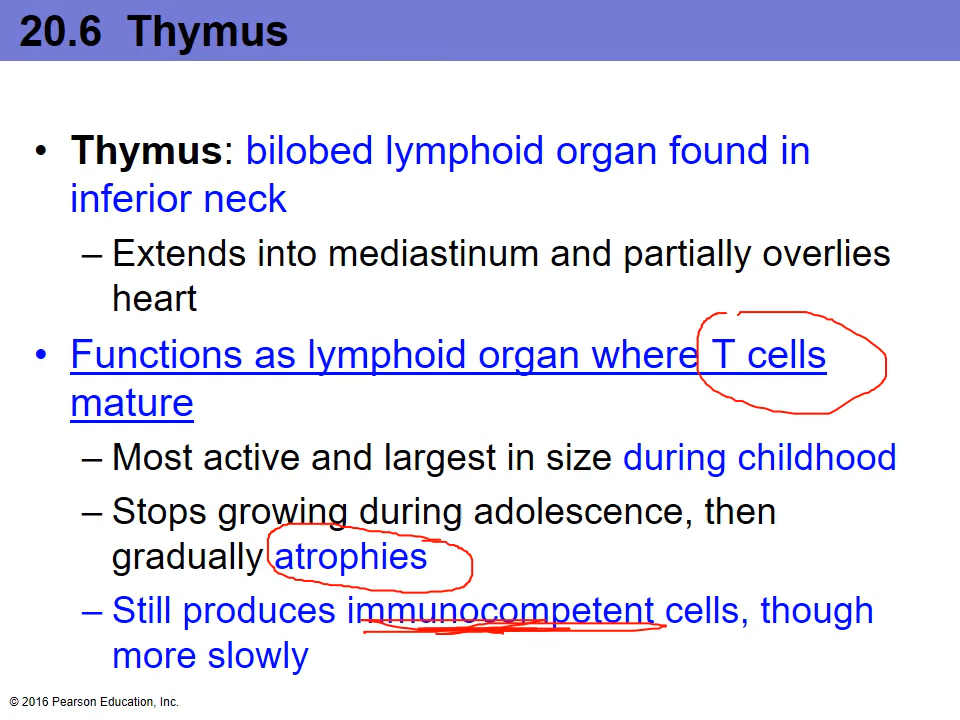 20.6 Thymus
• Thymus: bilobed lymphoid organ found in
inferior neck
– Extends into mediastinum and partially overlies
heart
• Functions as lymphoid organ where T cells
mature
– Most active and largest in size during childhood
– Stops growing during adolescence, then
gradually atrophies
– Still produces immunocompetent cells, though
more slowly
© 2016 Pearson Education, Inc.